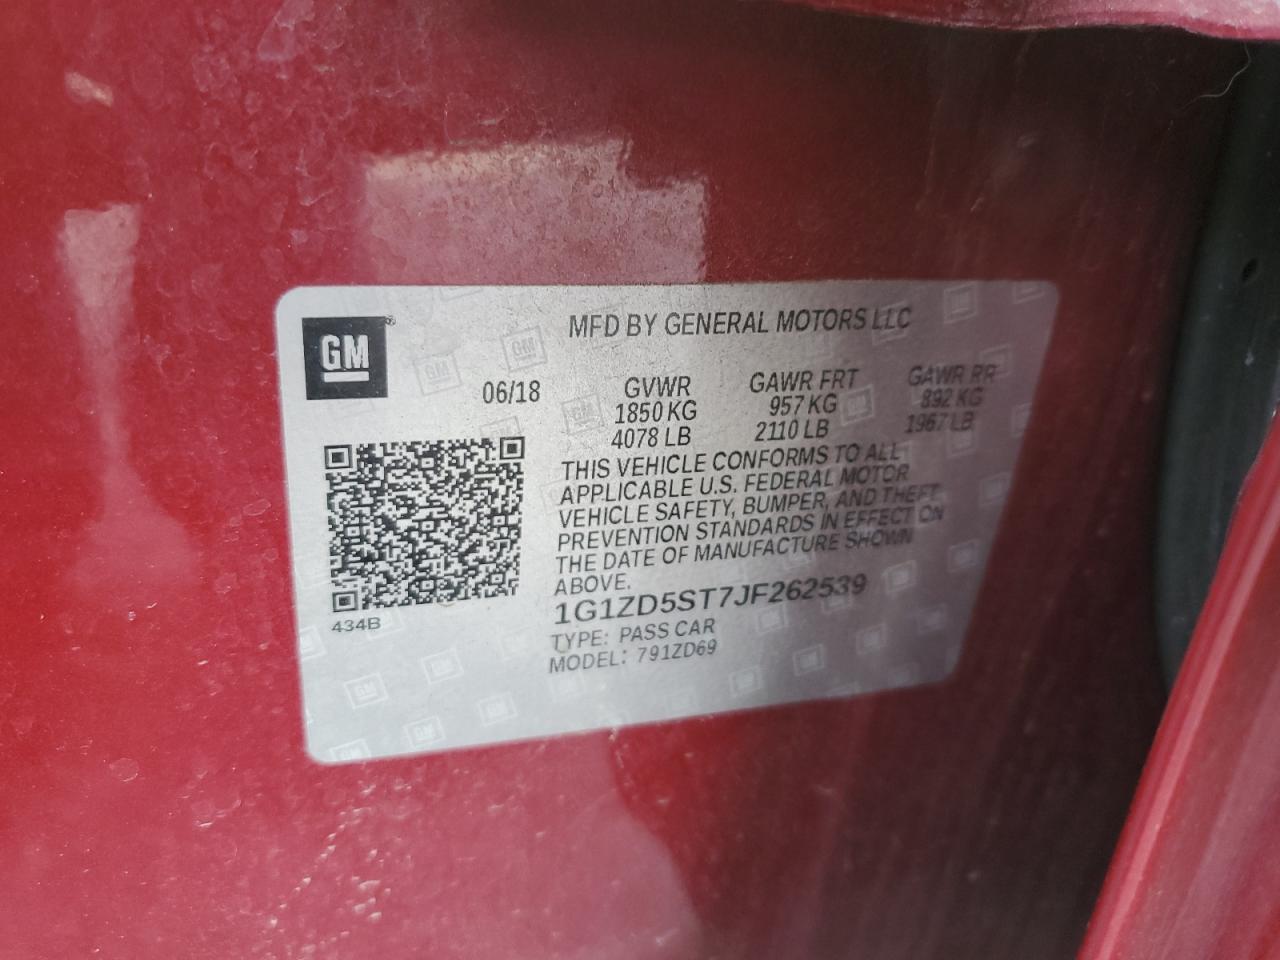 GM
MFD BY GENERAL MOTORS LLC
06/18
GVWR GAWR FRT GAWR RR
1850 KG 957 KG 892 KG
4078 LB 2110 LB 1967 LB
THIS VEHICLE CONFORMS TO ALL
APPLICABLE U.S. FEDERAL MOTOR
VEHICLE SAFETY, BUMPER, AND THEFT
PREVENTION STANDARDS IN EFFECT ON
THE DATE OF MANUFACTURE SHOWN
ABOVE.
1G1ZD5ST7JF262539
434B
TYPE: PASS CAR
MODEL: 791ZD69